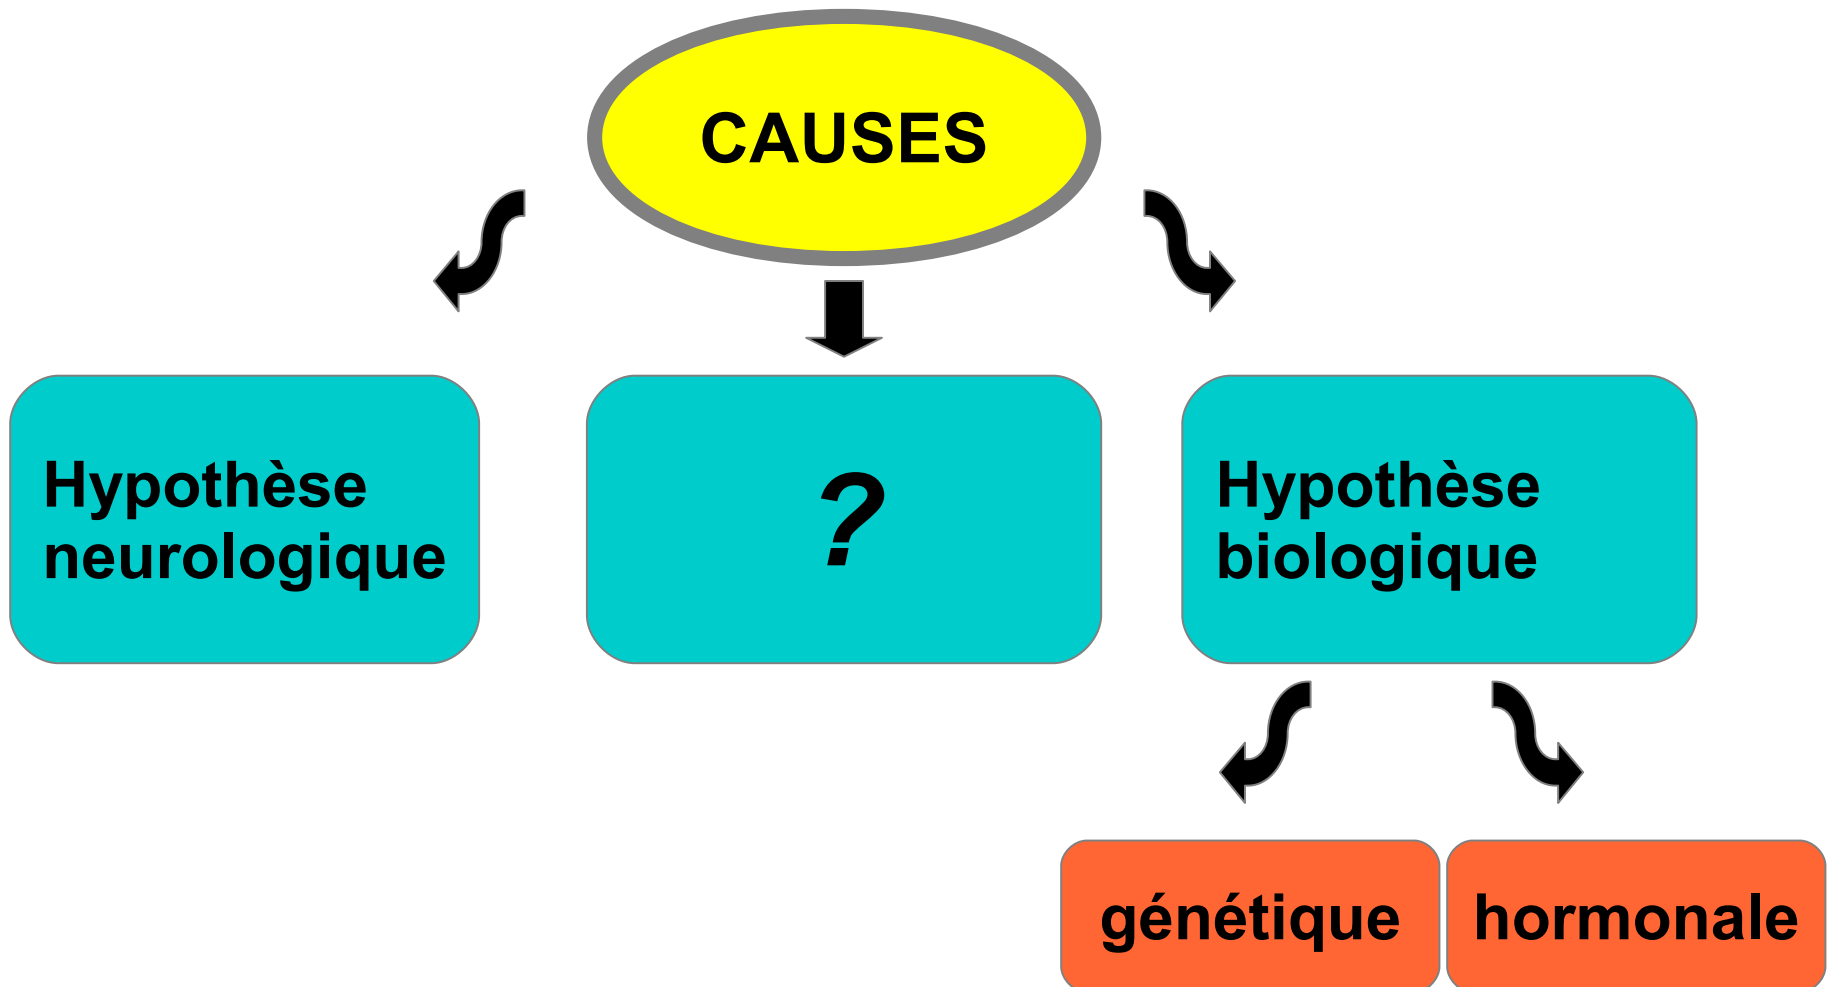 CAUSES
Hypothèse
neurologique
?
Hypothèse
biologique
génétique
hormonale